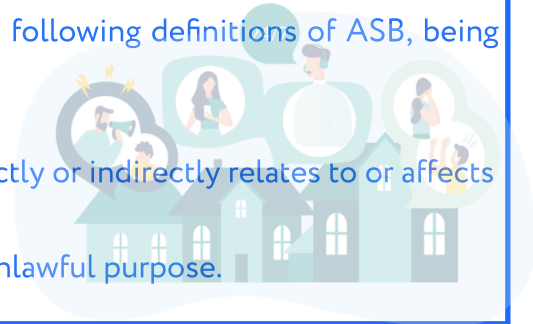 following definitions of ASB, being
ctly or indirectly relates to or affects
nlawful purpose.